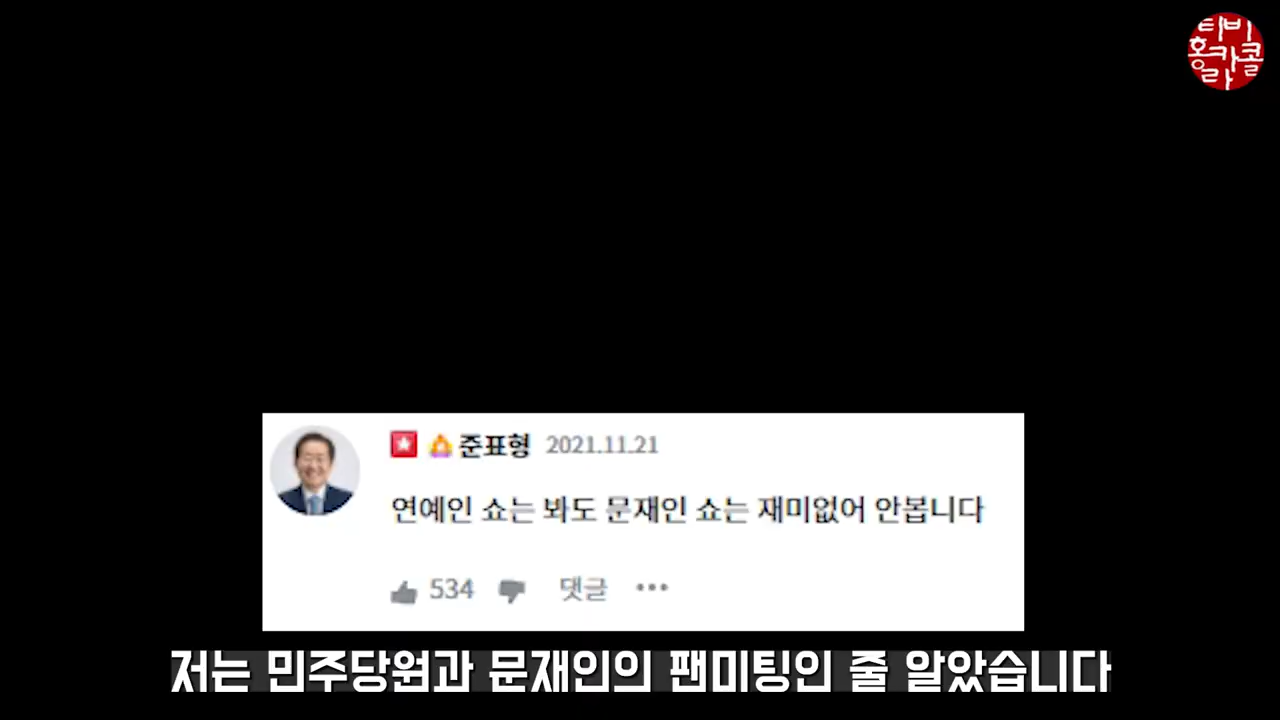 티비
홍카콜
라
준표형 2021.11.21
연예인 쇼는 봐도 문재인 쇼는 재미없어 안봅니다
534 댓글 •••
저는 민주당원과 문재인의 팬미팅인 줄 알았습니다